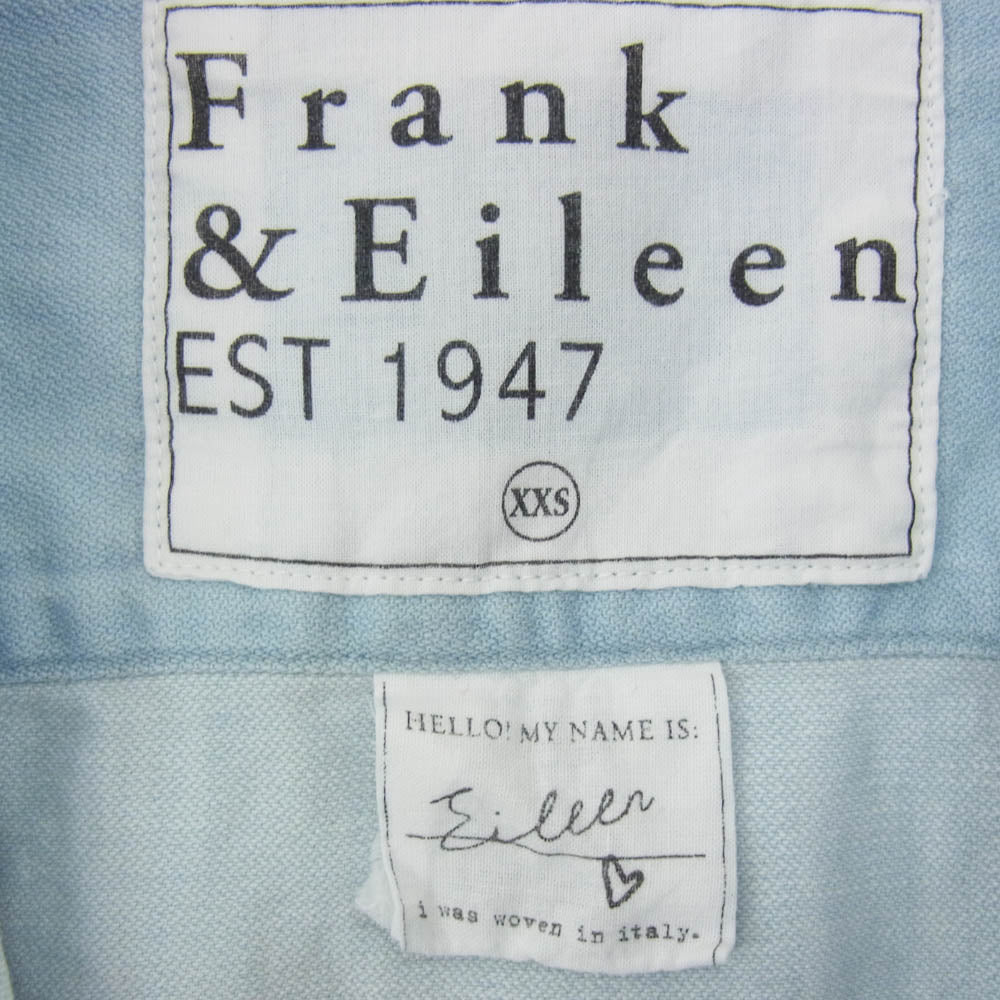 Frank
& Eileen
EST 1947
XXS
HELLO! MY NAME IS:
Eileen
i was woven in italy.